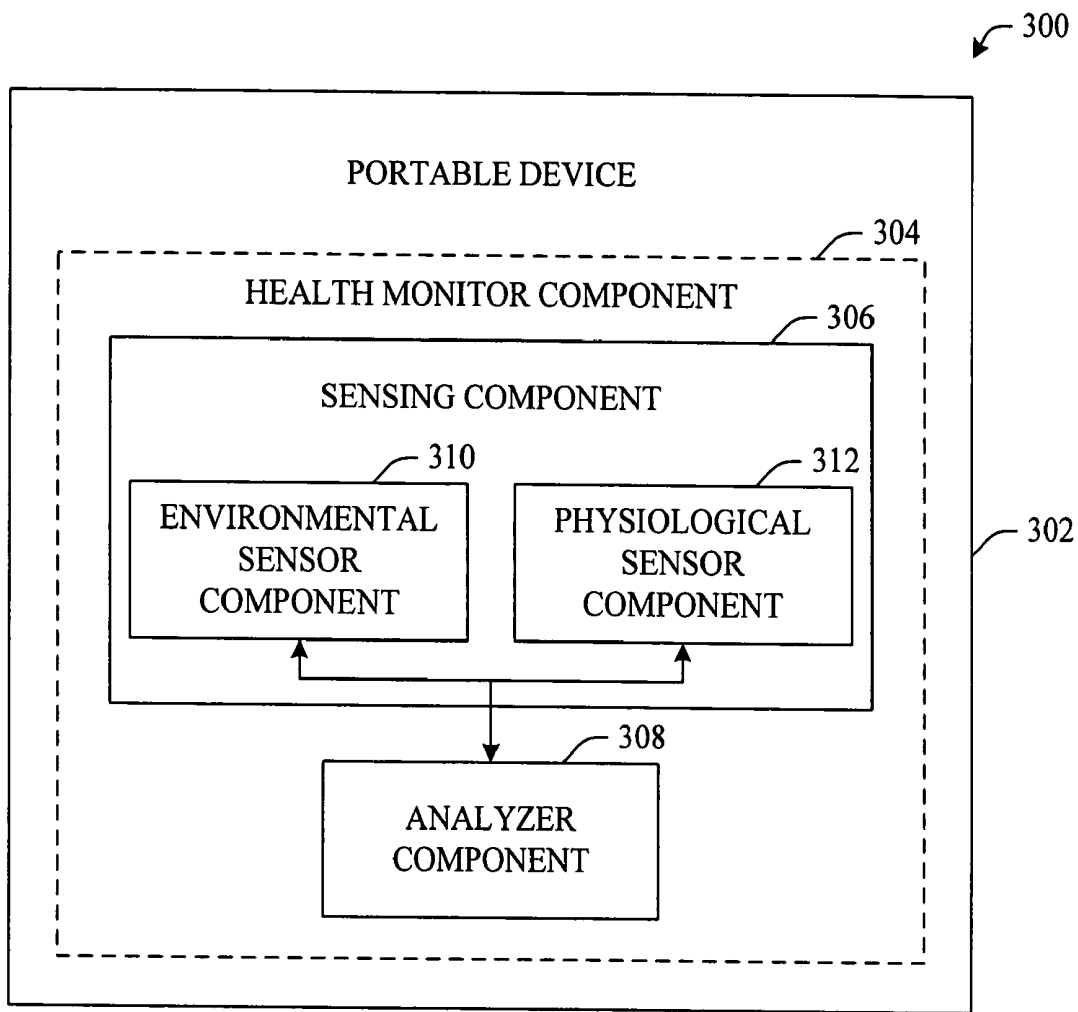 300
PORTABLE DEVICE
304
HEALTH MONITOR COMPONENT
306
SENSING COMPONENT
310
312
ENVIRONMENTAL
SENSOR
COMPONENT
PHYSIOLOGICAL
SENSOR
COMPONENT
302
308
ANALYZER
COMPONENT